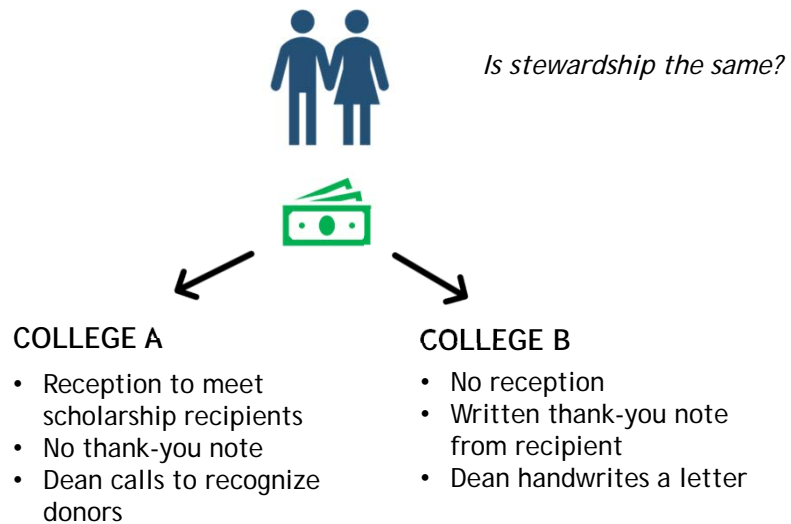 Is stewardship the same?
COLLEGE A
• Reception to meet
scholarship recipients
• No thank-you note
• Dean calls to recognize
donors
COLLEGE B
• No reception
• Written thank-you note
from recipient
• Dean handwrites a letter